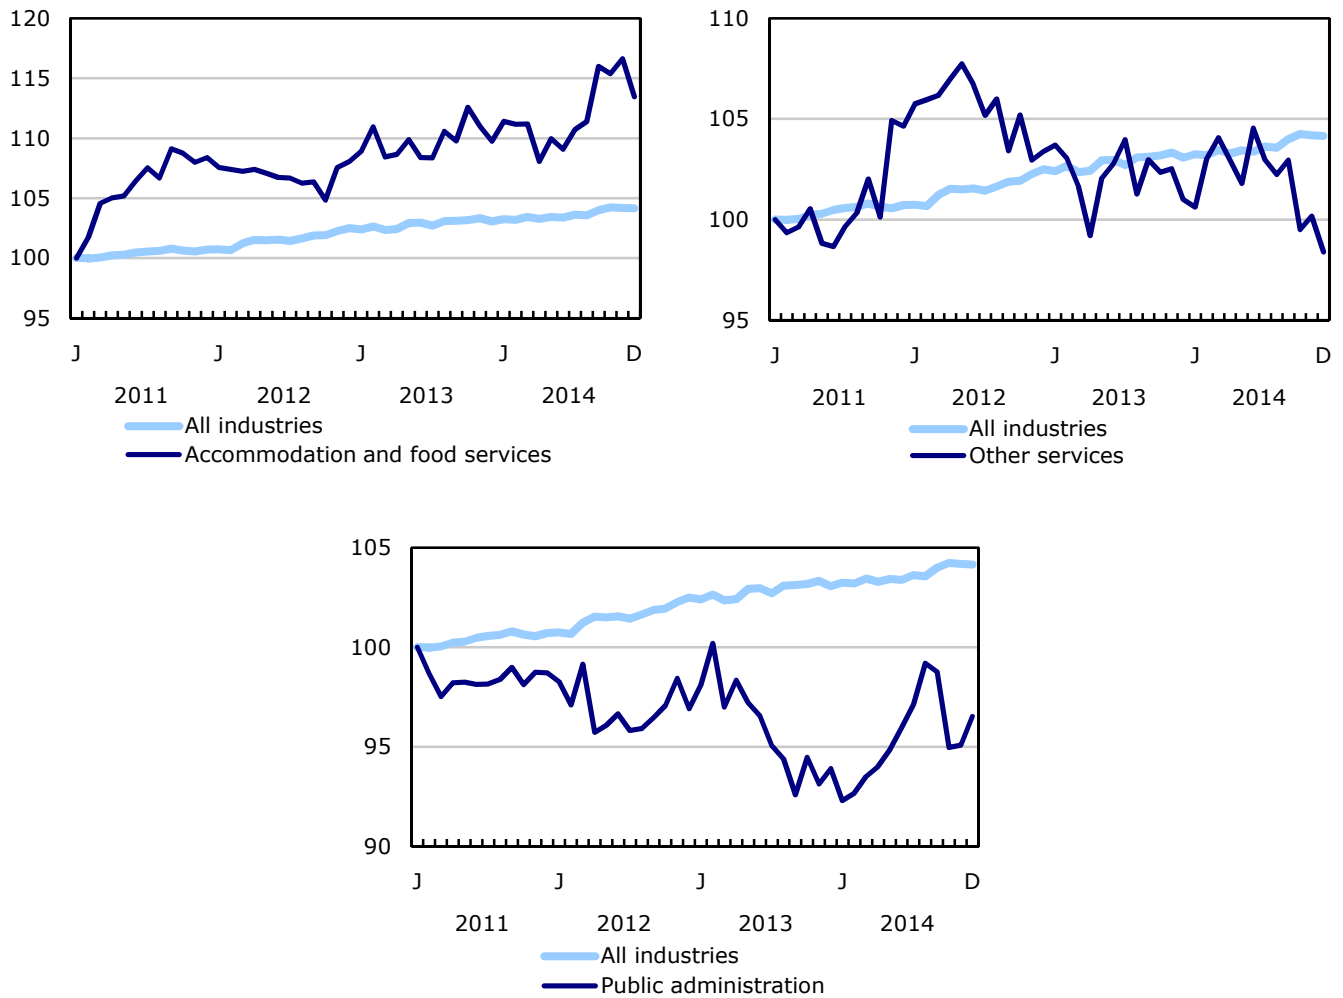 120
115
110
105
100
95
J J J J D
2011 2012 2013 2014
All industries
Accommodation and food services
110
105
100
95
J J J J D
2011 2012 2013 2014
All industries
Other services
105
100
95
90
J J J J D
2011 2012 2013 2014
All industries
Public administration